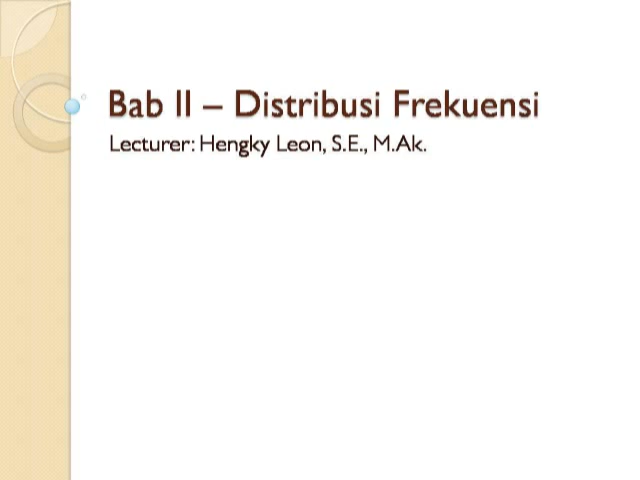 Bab II – Distribusi Frekuensi
Lecturer: Hengky Leon, S.E., M.Ak.